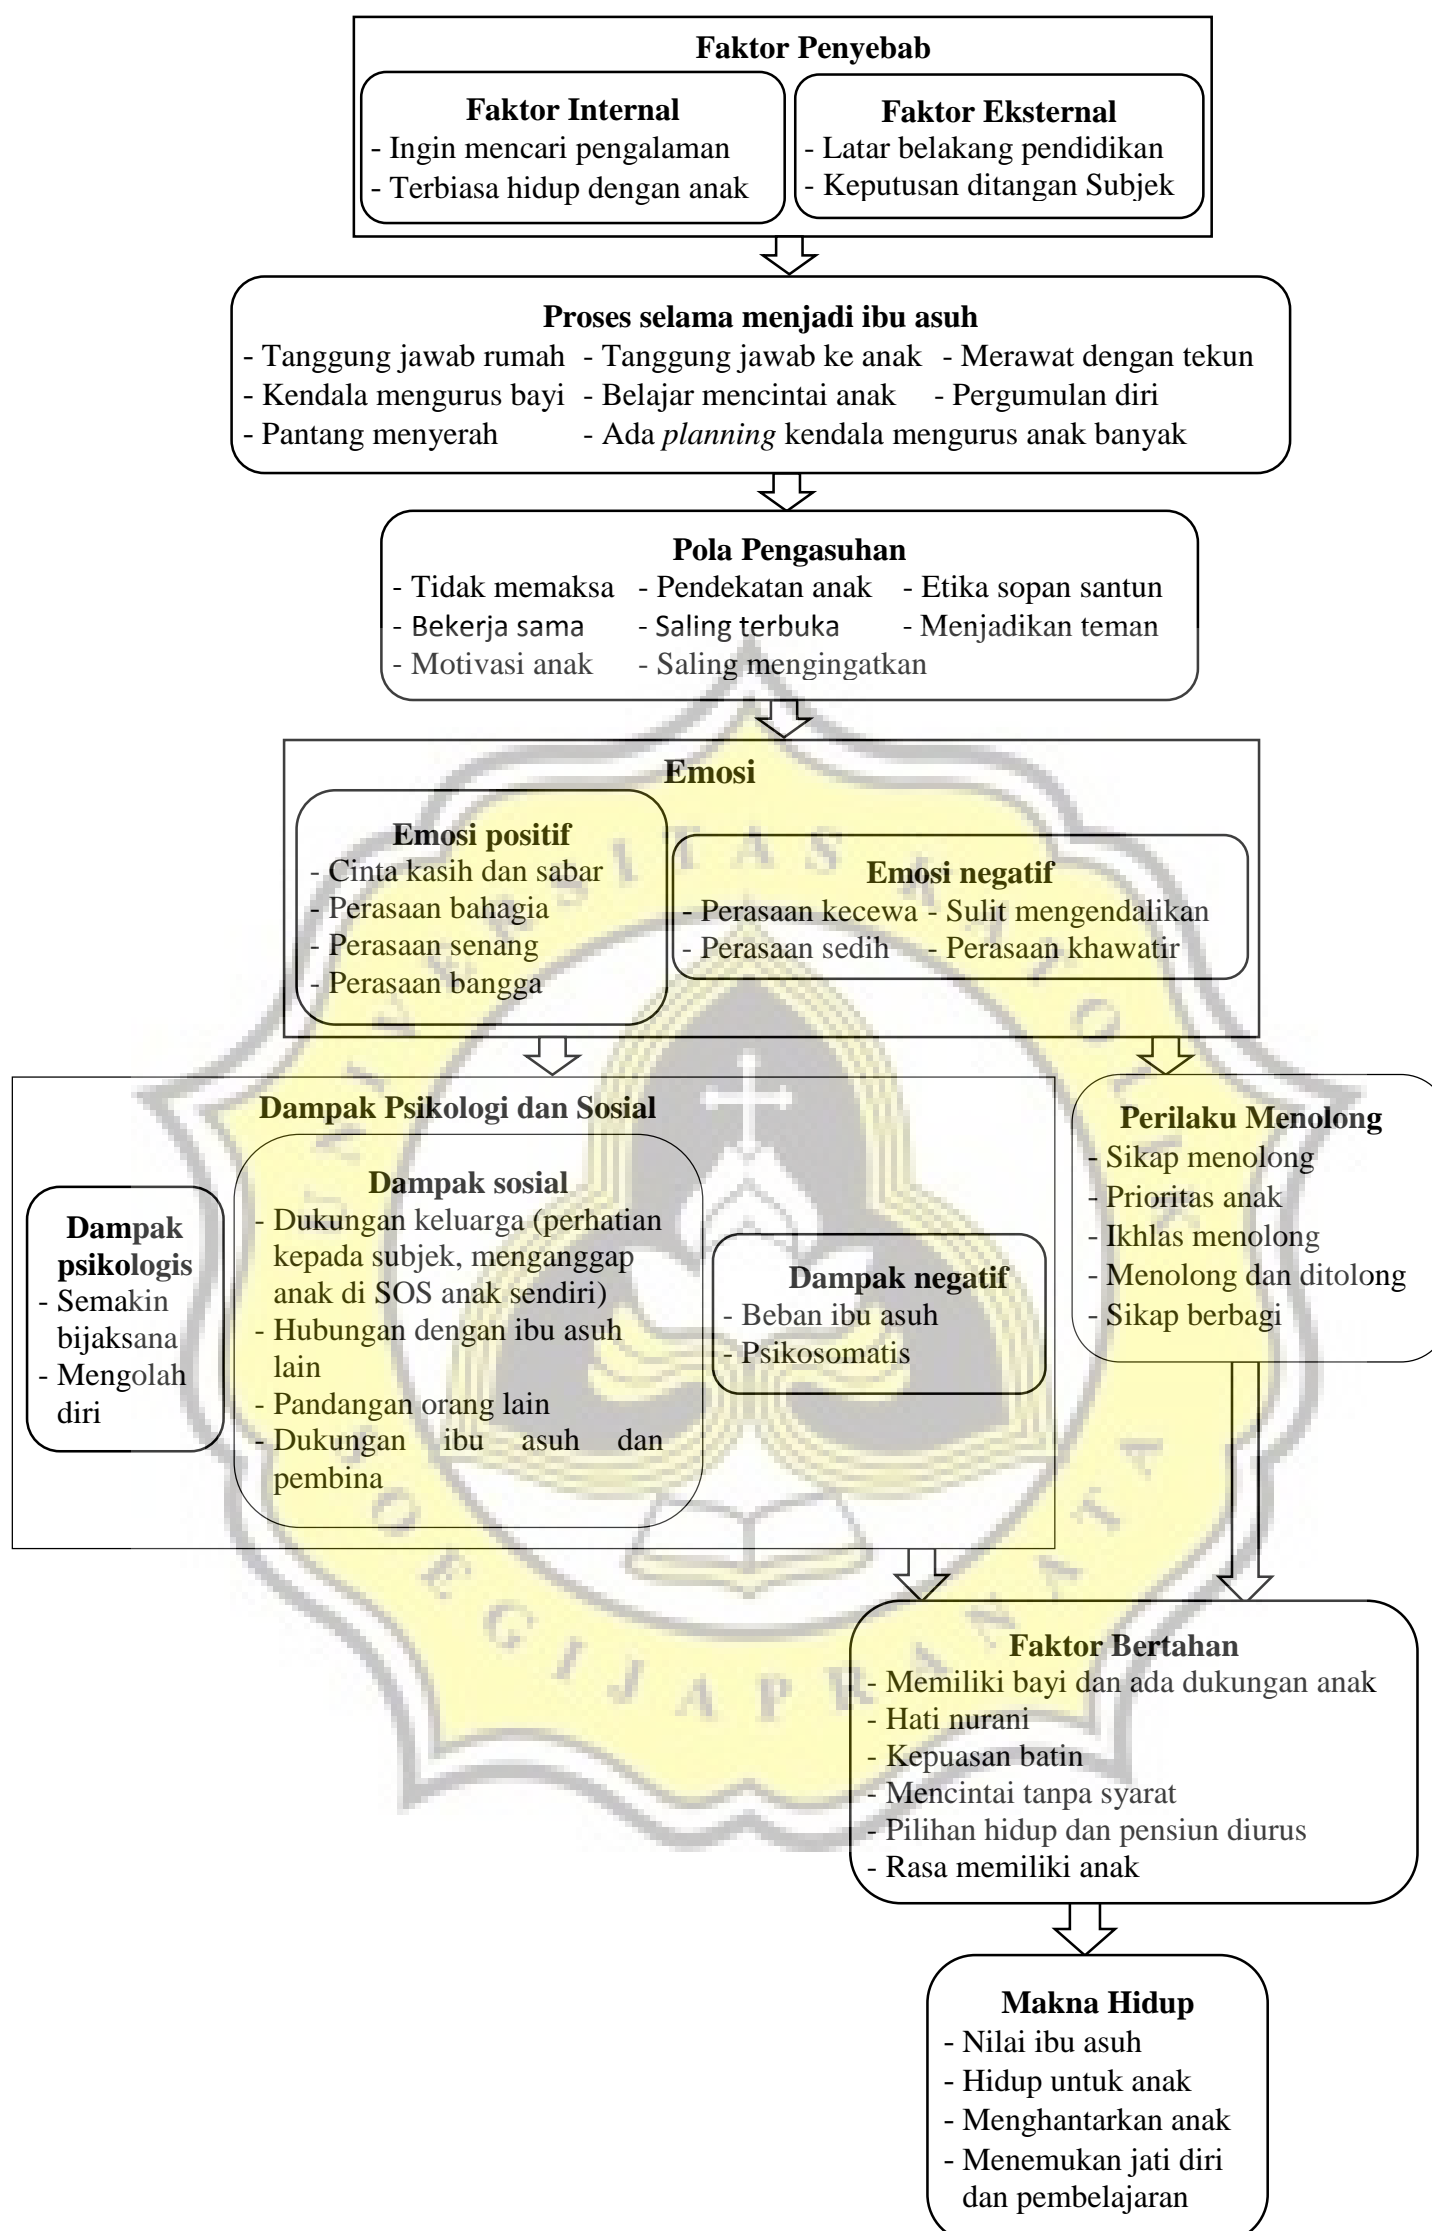 Faktor Penyebab
Faktor Internal
- Ingin mencari pengalaman
- Terbiasa hidup dengan anak
Faktor Eksternal
- Latar belakang pendidikan
- Keputusan ditangan Subjek
Proses selama menjadi ibu asuh
- Tanggung jawab rumah - Tanggung jawab ke anak - Merawat dengan tekun
- Kendala mengurus bayi - Belajar mencintai anak - Pergumulan diri
- Pantang menyerah - Ada planning kendala mengurus anak banyak
Pola Pengasuhan
- Tidak memaksa - Pendekatan anak - Etika sopan santun
- Bekerja sama - Saling terbuka - Menjadikan teman
- Motivasi anak - Saling mengingatkan
Emosi
Emosi positif
- Cinta kasih dan sabar
- Perasaan bahagia
- Perasaan senang
- Perasaan bangga
Emosi negatif
- Perasaan kecewa - Sulit mengendalikan
- Perasaan sedih - Perasaan khawatir
Dampak Psikologi dan Sosial
Dampak
psikologis
- Semakin
bijaksana
- Mengolah
diri
Dampak sosial
- Dukungan keluarga (perhatian
kepada subjek, menganggap
anak di SOS anak sendiri)
- Hubungan dengan ibu asuh
lain
- Pandangan orang lain
- Dukungan ibu asuh dan
pembina
Dampak negatif
- Beban ibu asuh
- Psikosomatis
Perilaku Menolong
- Sikap menolong
- Prioritas anak
- Ikhlas menolong
- Menolong dan ditolong
- Sikap berbagi
Faktor Bertahan
- Memiliki bayi dan ada dukungan anak
- Hati nurani
- Kepuasan batin
- Mencintai tanpa syarat
- Pilihan hidup dan pensiun diurus
- Rasa memiliki anak
Makna Hidup
- Nilai ibu asuh
- Hidup untuk anak
- Menghantarkan anak
- Menemukan jati diri
dan pembelajaran
UNIVERSITAS KATOLIK
SOEGIJAPRANATA